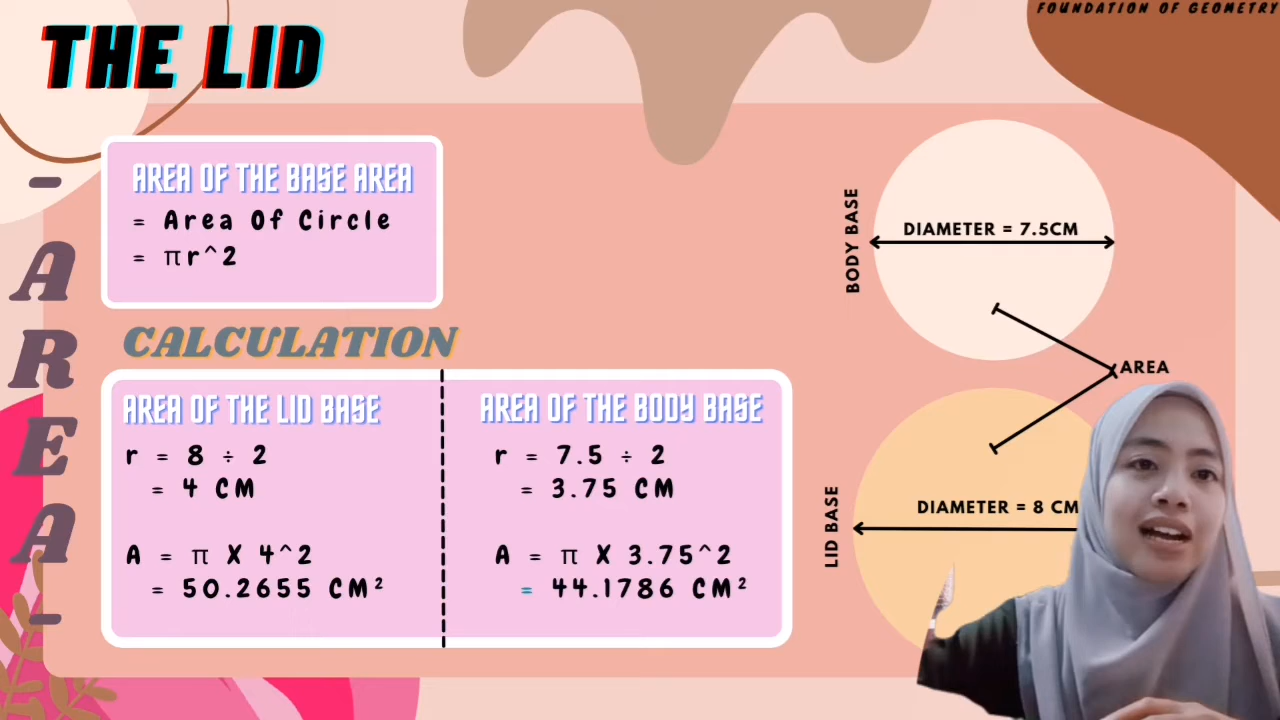 FOUNDATION OF GEOMETRY
THE LID
- AREA -
AREA OF THE BASE AREA
= Area Of Circle
= πr^2
CALCULATION
AREA OF THE LID BASE
r = 8 ÷ 2
= 4 CM
A = π X 4^2
= 50.2655 CM²
AREA OF THE BODY BASE
r = 7.5 ÷ 2
= 3.75 CM
A = π X 3.75^2
= 44.1786 CM²
BODY BASE
DIAMETER = 7.5CM
AREA
LID BASE
DIAMETER = 8 CM